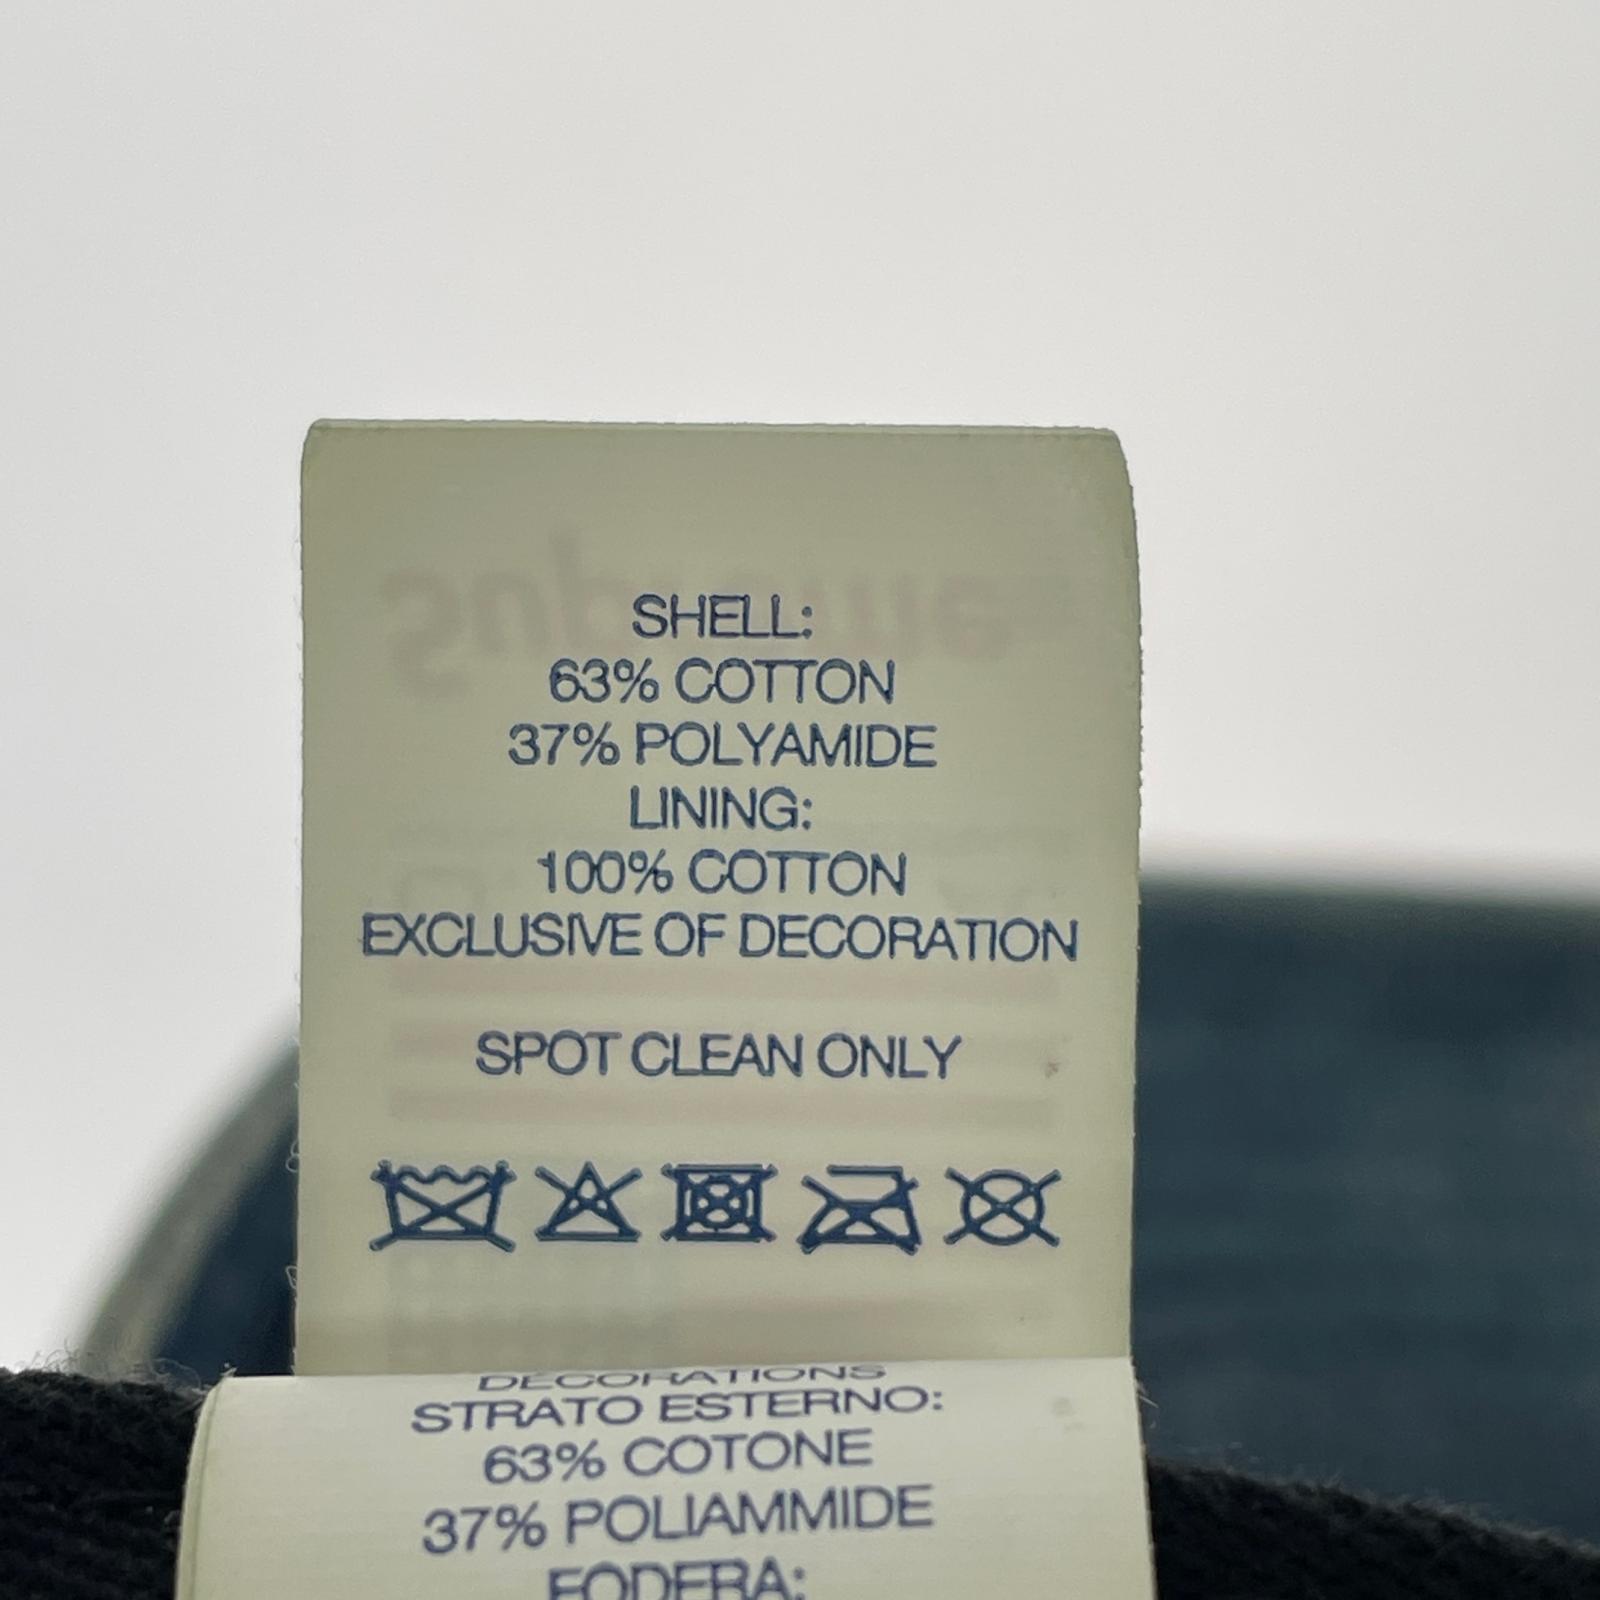 SHELL:
63% COTTON
37% POLYAMIDE
LINING:
100% COTTON
EXCLUSIVE OF DECORATION
SPOT CLEAN ONLY
DECORATIONS
STRATO ESTERNO:
63% COTONE
37% POLIAMMIDE
FODERA: